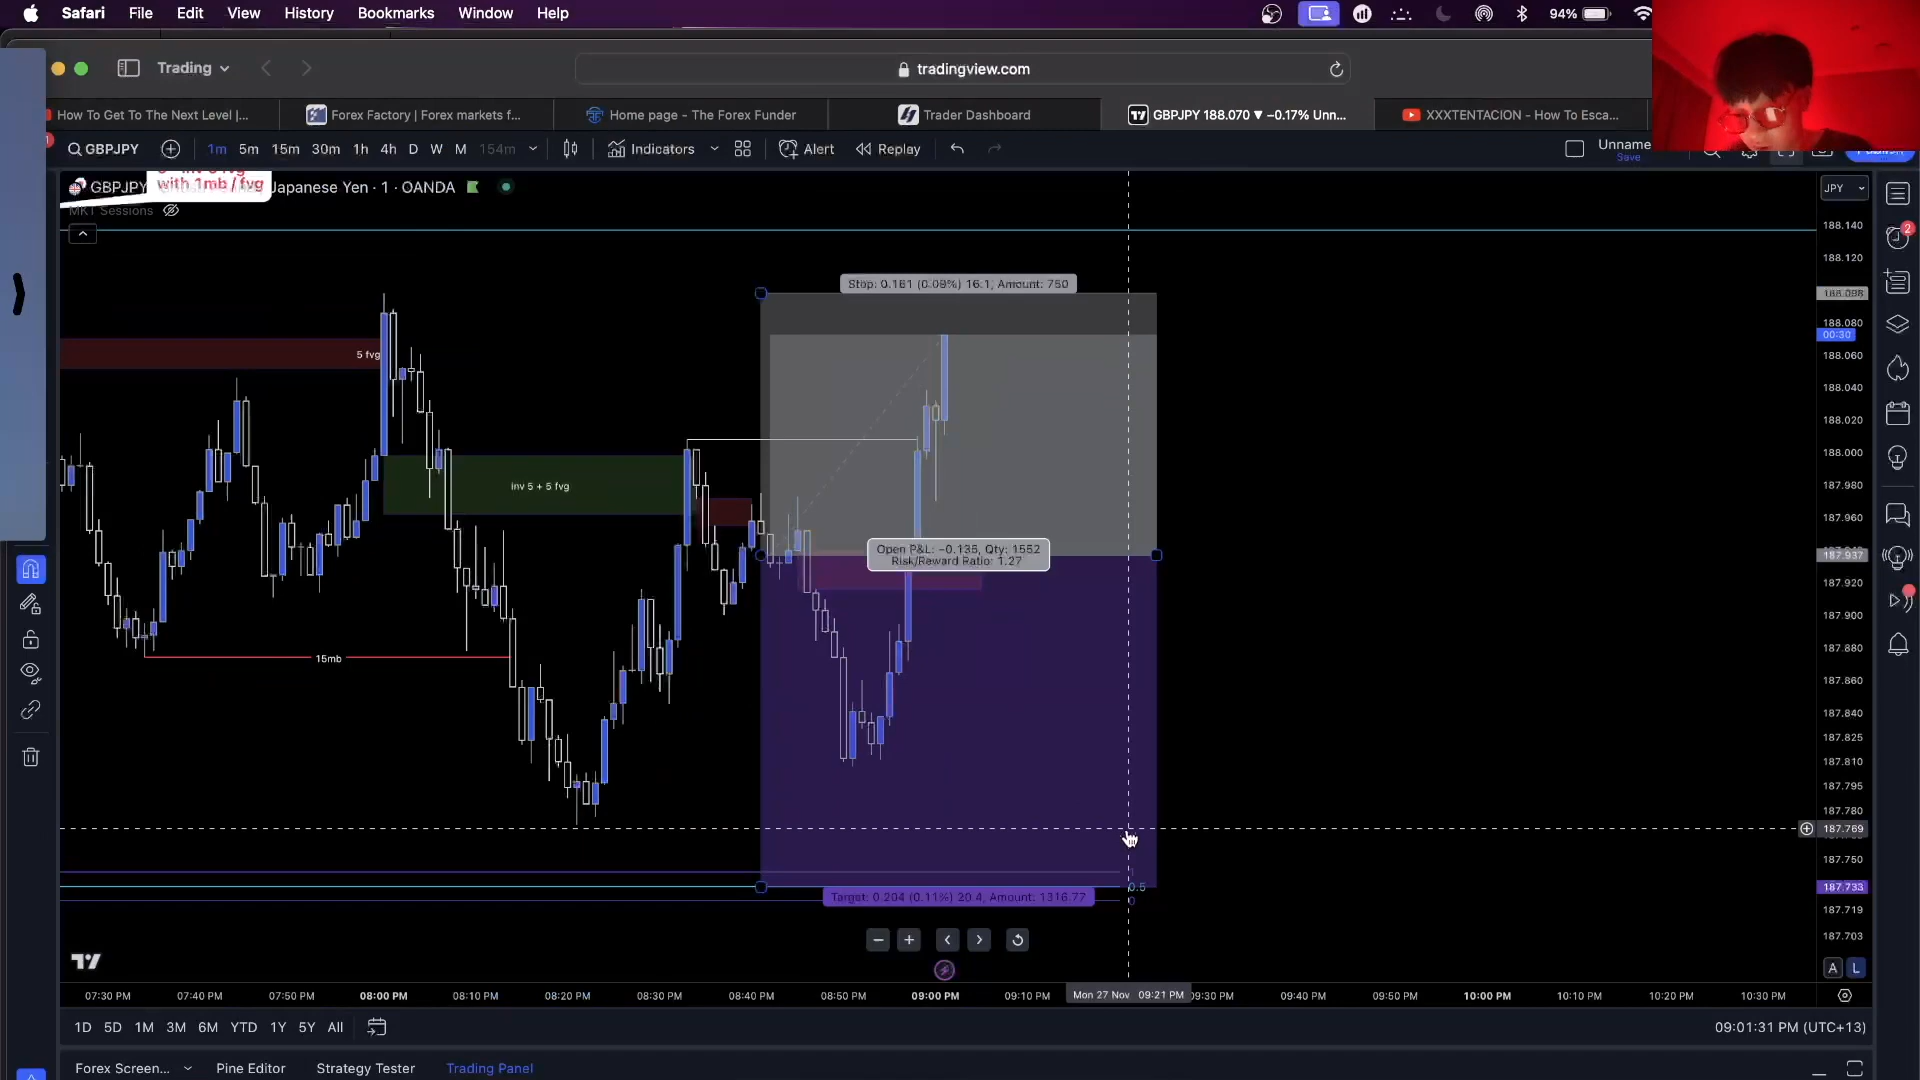 Safari File Edit View History Bookmarks Window Help 94%
Trading tradingview.com
How To Get To The Next Level |... Forex Factory | Forex markets f... Home page - The Forex Funder Trader Dashboard GBPJPY 188.070 ▼ −0.17% Unn... XXXTENTACION - How To Esca...
GBPJPY 1m 5m 15m 30m 1h 4h D W M 154m Indicators Alert Replay Unname
Save
with 1mb / fvg
GBPJPY Japanese Yen · 1 · OANDA JPY
MKT Sessions
188.140
2
188.120
Stop: 0.161 (0.09%) 16.1, Amount: 750
188.098
188.080
00:30
5 fvg
188.060
188.040
188.020
188.000
inv 5 + 5 fvg
187.980
187.960
Open P&L: −0.135, Qty: 1552
Risk/Reward Ratio: 1.27
187.937
187.920
187.900
187.880
15mb
187.860
187.840
187.825
187.810
187.795
187.780
187.769
187.750
0.5
187.733
Target: 0.204 (0.11%) 20.4, Amount: 1316.77
0
187.719
187.703
A L
07:30 PM 07:40 PM 07:50 PM 08:00 PM 08:10 PM 08:20 PM 08:30 PM 08:40 PM 08:50 PM 09:00 PM 09:10 PM Mon 27 Nov 09:21 PM 09:30 PM 09:40 PM 09:50 PM 10:00 PM 10:10 PM 10:20 PM 10:30 PM
1D 5D 1M 3M 6M YTD 1Y 5Y All 09:01:31 PM (UTC+13)
Forex Screen... Pine Editor Strategy Tester Trading Panel